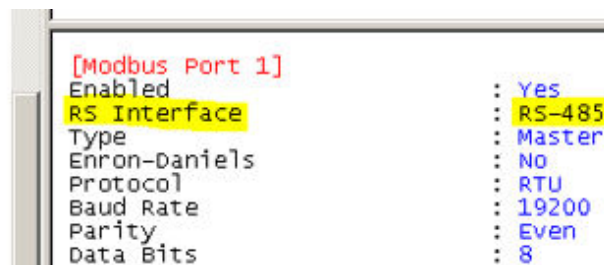 [Modbus Port 1]
Enabled : Yes
RS Interface : RS-485
Type : Master
Enron-Daniels : No
Protocol : RTU
Baud Rate : 19200
Parity : Even
Data Bits : 8